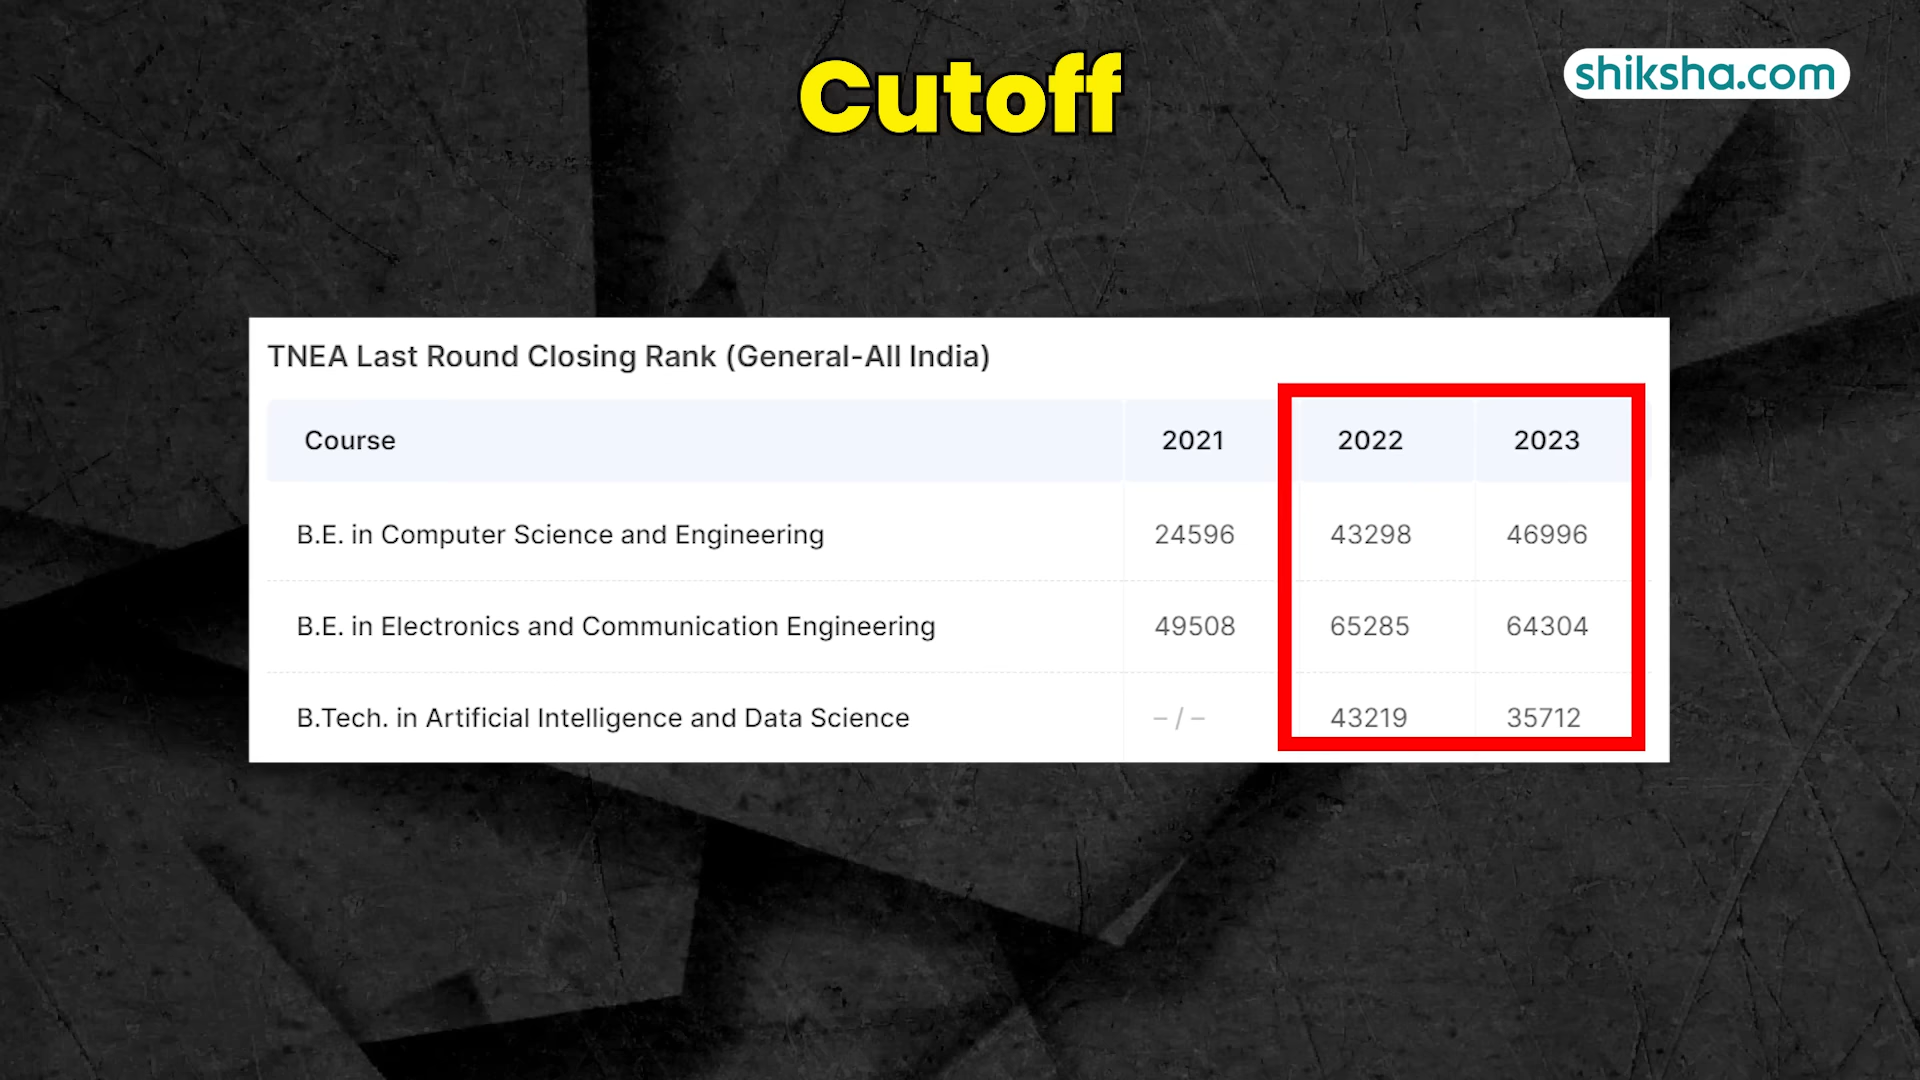 Cutoff
shiksha.com
TNEA Last Round Closing Rank (General-All India)
Course 2021 2022 2023
B.E. in Computer Science and Engineering 24596 43298 46996
B.E. in Electronics and Communication Engineering 49508 65285 64304
B.Tech. in Artificial Intelligence and Data Science – / – 43219 35712